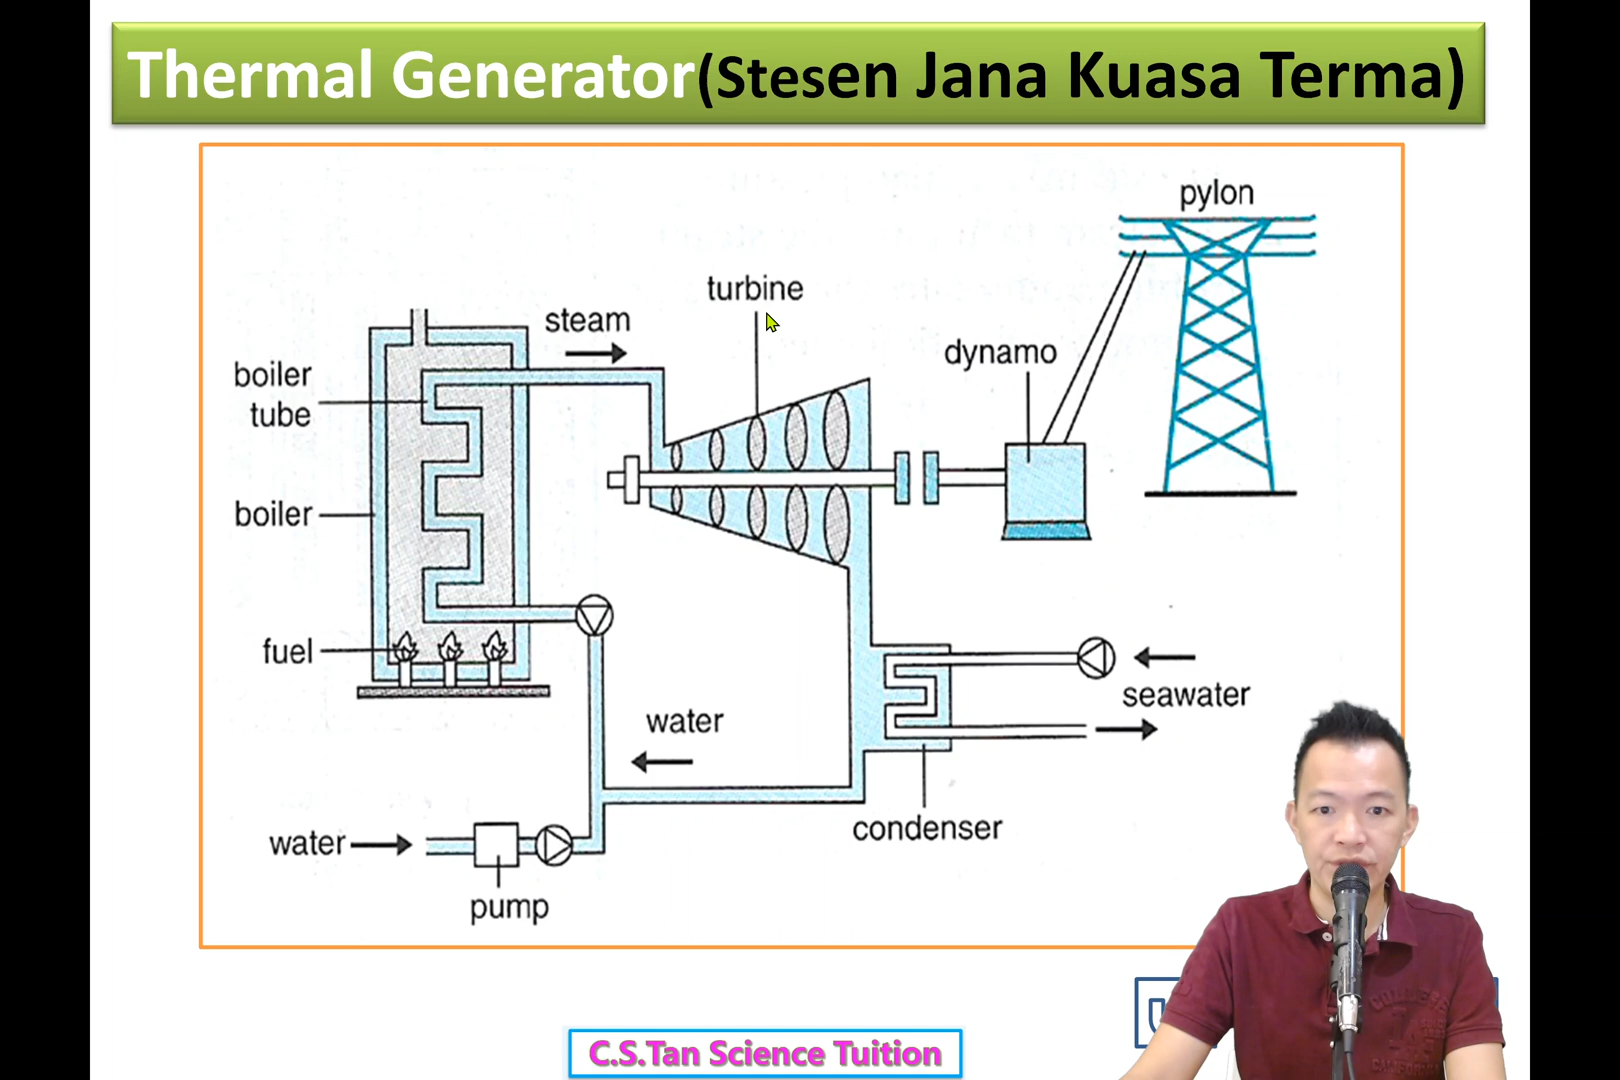 Thermal Generator(Stesen Jana Kuasa Terma)
pylon
turbine
steam
dynamo
boiler
tube
boiler
fuel
seawater
water
condenser
water
pump
C.S.Tan Science Tuition